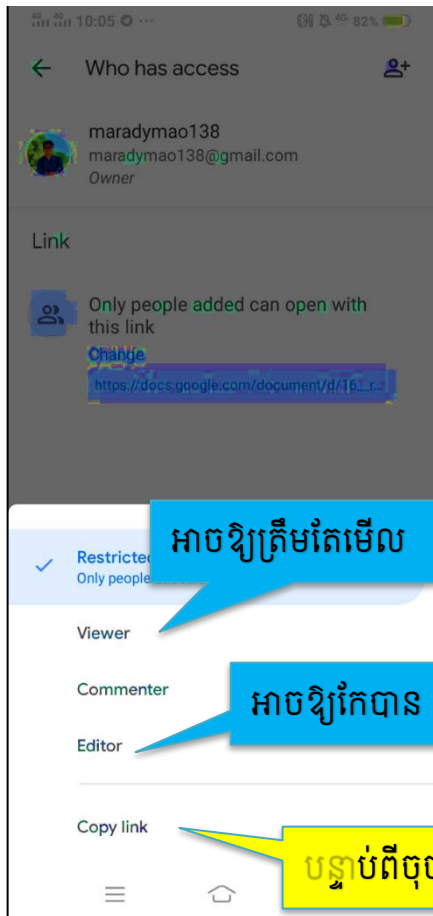 10:05
82%
Who has access
maradymao138
maradymao138@gmail.com
Owner
Link
Only people added can open with
this link
Change
https://docs.google.com/document/d/16__r...
អាចឱ្យត្រឹមតែមើល
Restricte
Only people
Viewer
Commenter
អាចឱ្យកែបាន
Editor
Copy link
បន្ទាប់ពីចុច